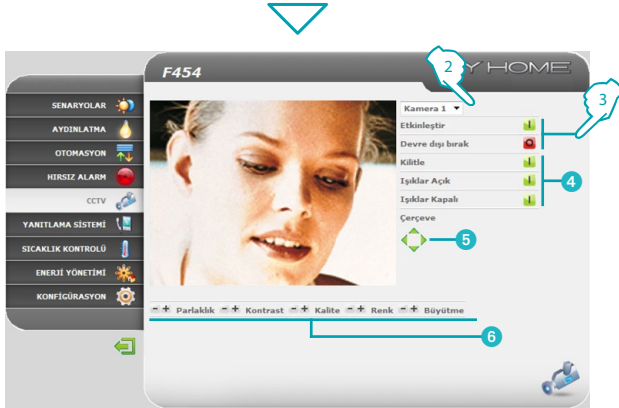 F454
MY HOME
2
3
SENARYOLAR
AYDINLATMA
OTOMASYON
HIRSIZ ALARM
CCTV
YANITLAMA SİSTEMİ
SICAKLIK KONTROLÜ
ENERJİ YÖNETİMİ
KONFİGÜRASYON
Kamera 1
Etkinleştir
Devre dışı bırak
Kilitle
Işıklar Açık
Işıklar Kapalı
4
Çerçeve
5
- + Parlaklık - + Kontrast - + Kalite - + Renk - + Büyütme
6